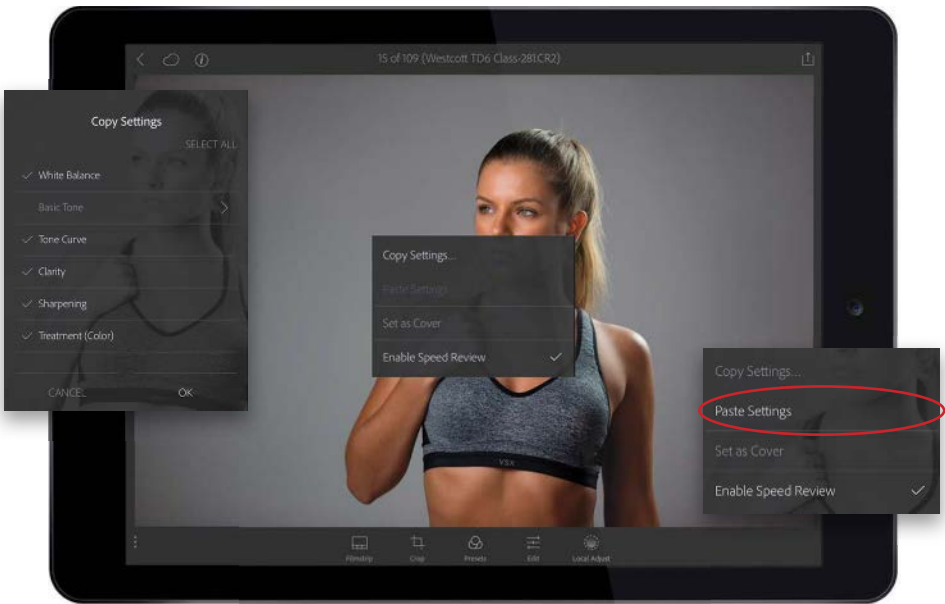 15 of 109 (Westcott TD6 Class-281.CR2)
Copy Settings
SELECT ALL
White Balance
Basic Tone
Tone Curve
Clarity
Sharpening
Treatment (Color)
CANCEL
OK
Copy Settings...
Paste Settings
Set as Cover
Enable Speed Review
VSX
Copy Settings...
Paste Settings
Set as Cover
Enable Speed Review
Filmstrip
Crop
Presets
Edit
Local Adjust